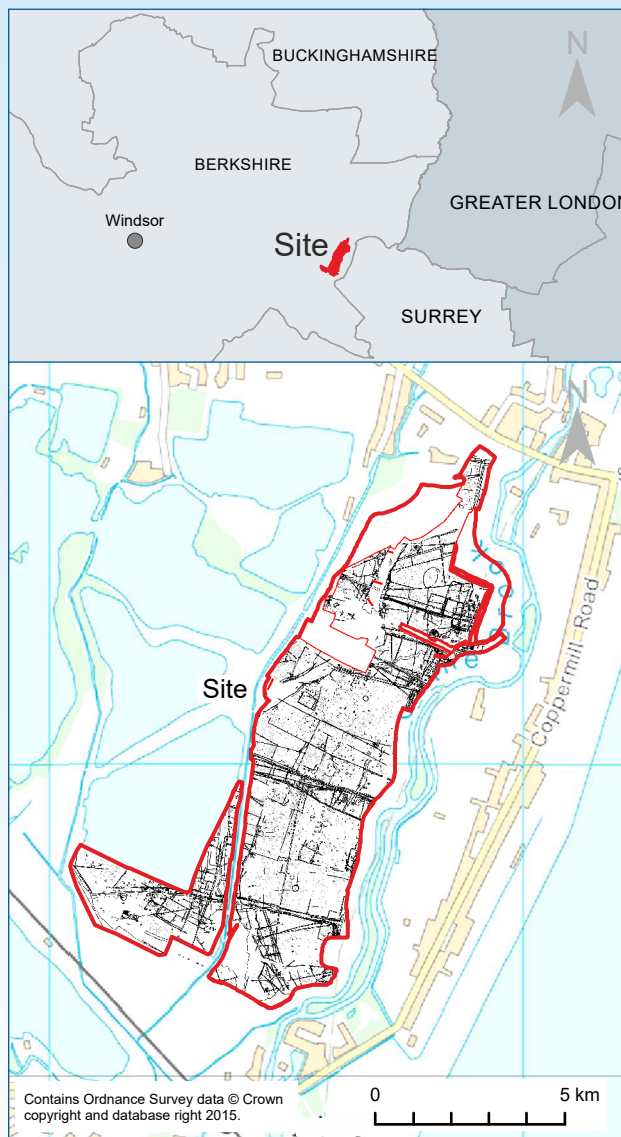 BUCKINGHAMSHIRE
N
BERKSHIRE
GREATER LONDON
Windsor
Site
SURREY
N
Coppermill Road
Site
Contains Ordnance Survey data © Crown
copyright and database right 2015.
0 5 km